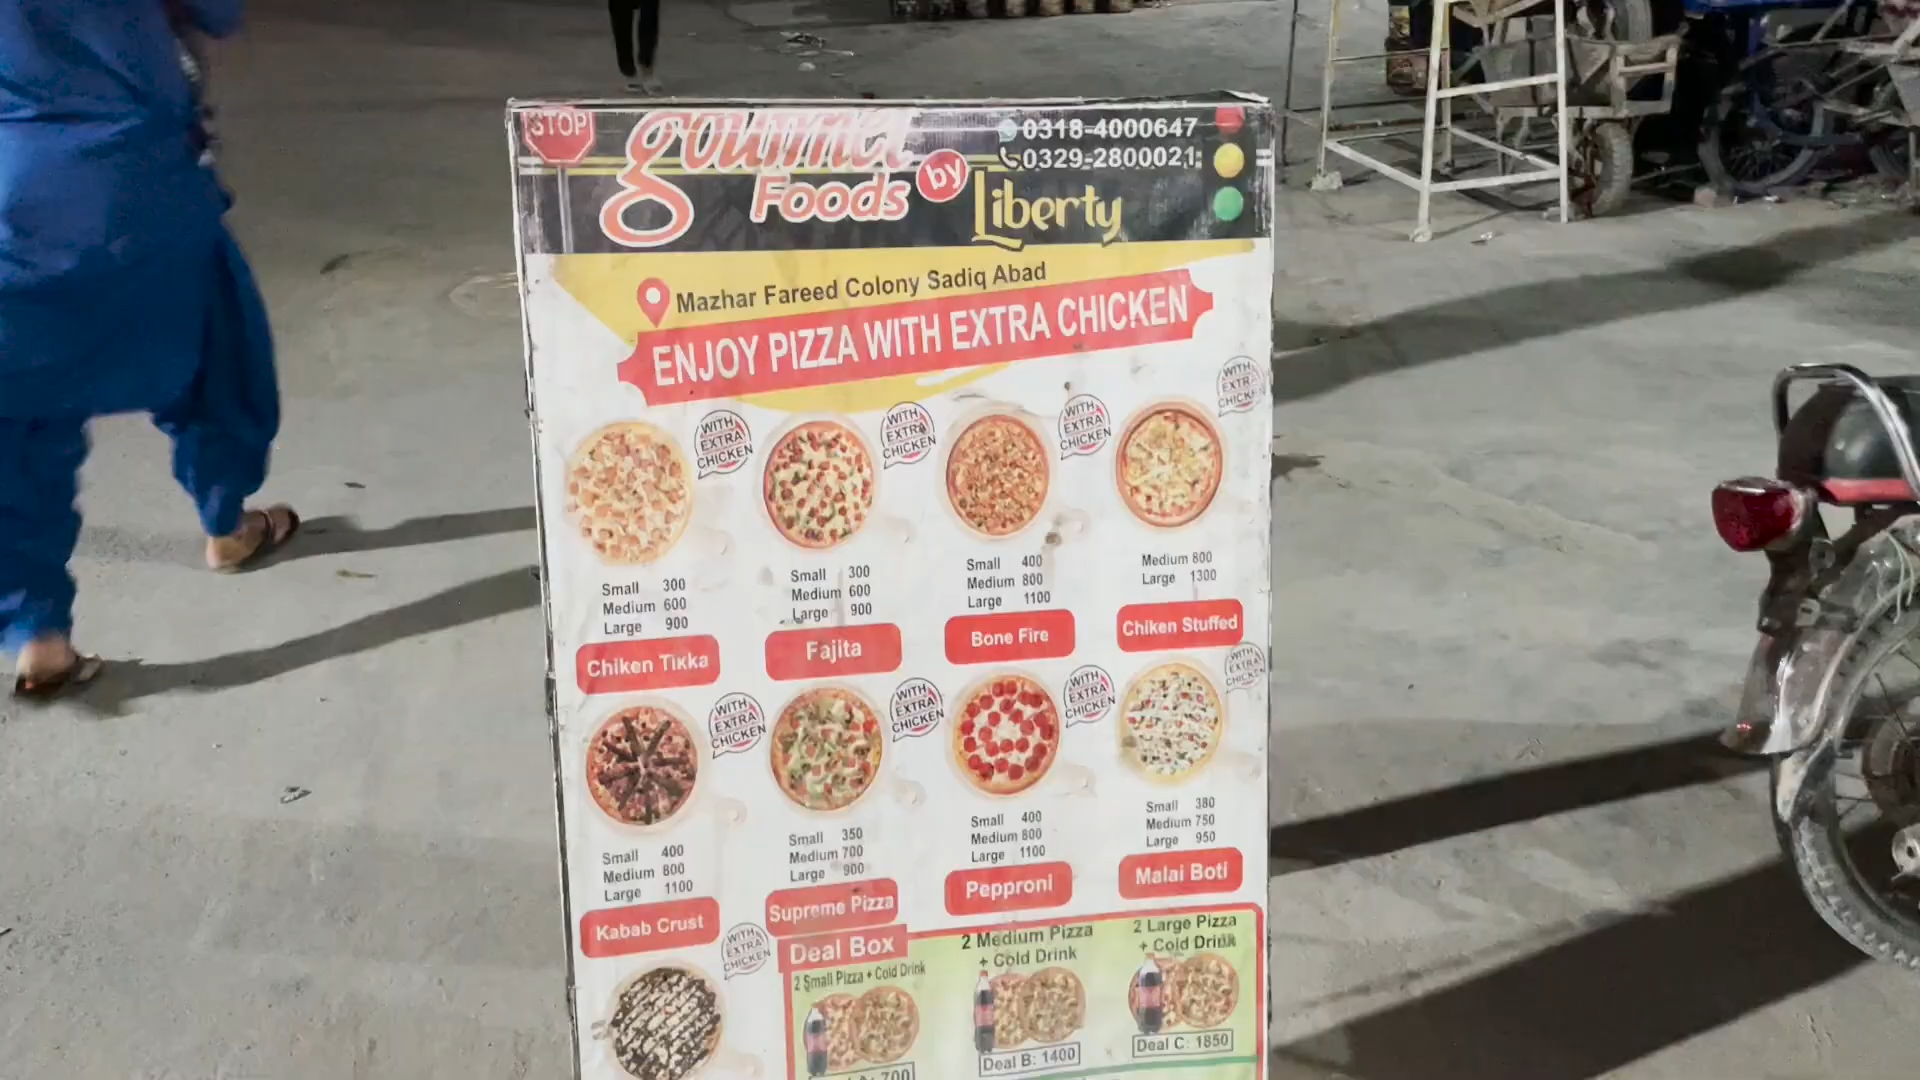 STOP
gourmet
Foods
by
Liberty
0318-4000647
0329-2800021
Mazhar Fareed Colony Sadiq Abad
ENJOY PIZZA WITH EXTRA CHICKEN
WITH
EXTRA
CHICKEN
WITH
EXTRA
CHICKEN
WITH
EXTRA
CHICKEN
WITH
EXTRA
CHICKEN
Small 300
Medium 600
Large 900
Chiken Tikka
Small 300
Medium 600
Large 900
Fajita
Small 400
Medium 800
Large 1100
Bone Fire
Medium 800
Large 1300
Chiken Stuffed
WITH
EXTRA
CHICKEN
WITH
EXTRA
CHICKEN
WITH
EXTRA
CHICKEN
WITH
EXTRA
CHICKEN
Small 400
Medium 800
Large 1100
Kabab Crust
Small 350
Medium 700
Large 900
Supreme Pizza
Small 400
Medium 800
Large 1100
Pepproni
Small 380
Medium 750
Large 950
Malai Boti
WITH
EXTRA
CHICKEN
Deal Box
2 Small Pizza + Cold Drink
2 Medium Pizza
+ Cold Drink
Deal B: 1400
2 Large Pizza
+ Cold Drink
Deal C: 1850
700